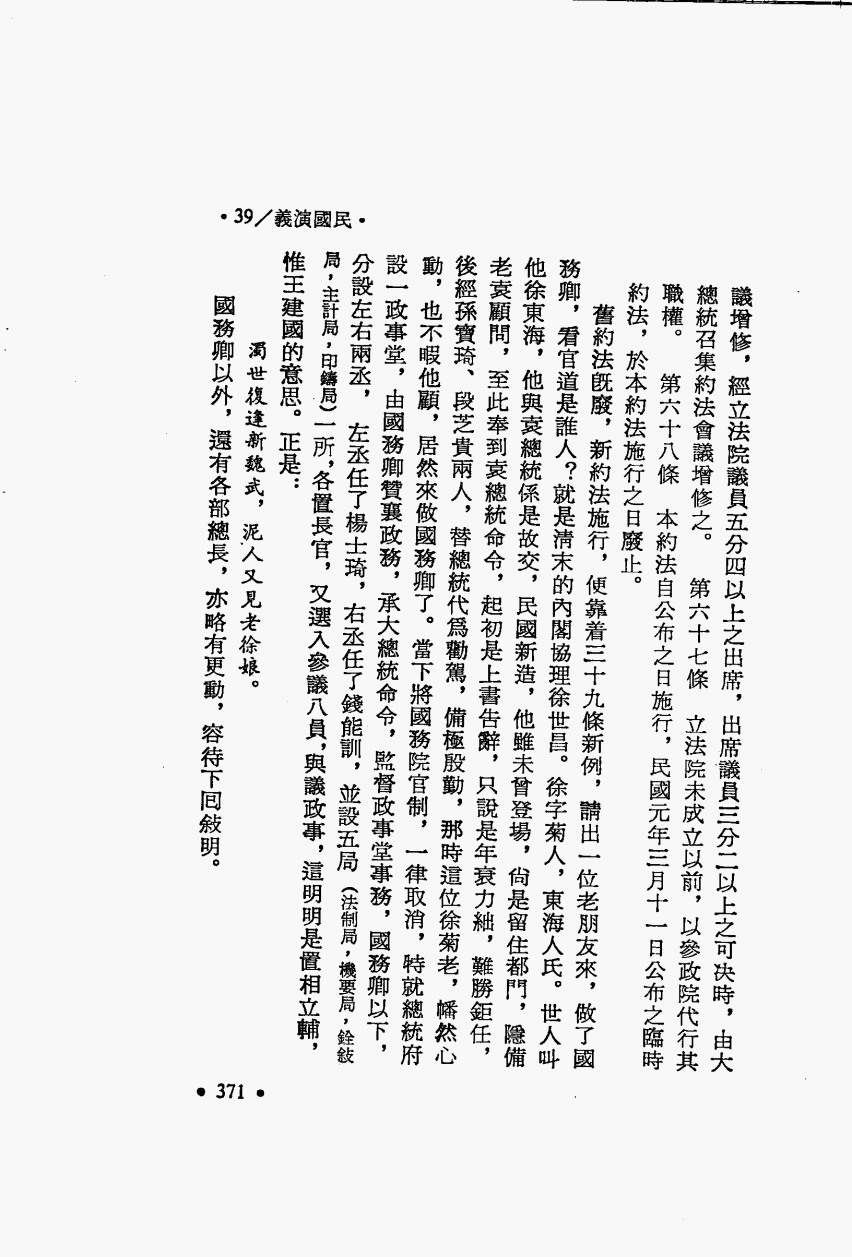 •39／義演國民•
議增修，經立法院議員五分四以上之出席，出席議員三分二以上之可決時，由大
總統召集約法會議增修之。　第六十七條　立法院未成立以前，以參政院代行其
職權。　第六十八條　本約法自公布之日施行，民國元年三月十一日公布之臨時
約法，於本約法施行之日廢止。
舊約法旣廢，新約法施行，便靠着三十九條新例，請出一位老朋友來，做了國
務卿，看官道是誰人？就是清末的內閣協理徐世昌。徐字菊人，東海人氏。世人叫
他徐東海，他與袁總統係是故交，民國新造，他雖未曾登場，尙是留住都門，隱備
老袁顧問，至此奉到袁總統命令，起初是上書告辭，只說是年衰力絀，難勝鉅任，
後經孫寶琦、段芝貴兩人，替總統代爲勸駕，備極殷勤，那時這位徐菊老，幡然心
動，也不暇他顧，居然來做國務卿了。當下將國務院官制，一律取消，特就總統府
設一政事堂，由國務卿贊襄政務，承大總統命令，監督政事堂事務，國務卿以下，
分設左右兩丞，左丞任了楊士琦，右丞任了錢能訓，並設五局（法制局，機要局，銓敍
局，主計局，印鑄局）一所，各置長官，又選入參議八員，與議政事，這明明是置相立輔，
惟王建國的意思。正是：
濁世復逢新魏武，泥人又見老徐娘。
國務卿以外，還有各部總長，亦略有更動，容待下回敍明。
•371•